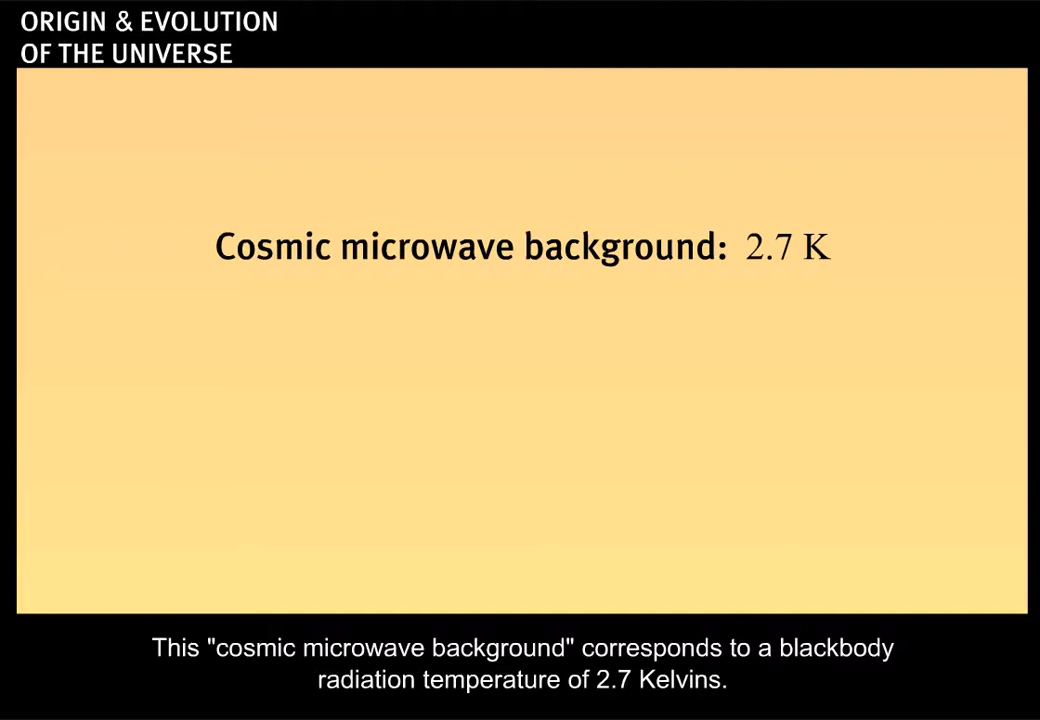 ORIGIN & EVOLUTION
OF THE UNIVERSE
Cosmic microwave background: 2.7 K
This "cosmic microwave background" corresponds to a blackbody
radiation temperature of 2.7 Kelvins.